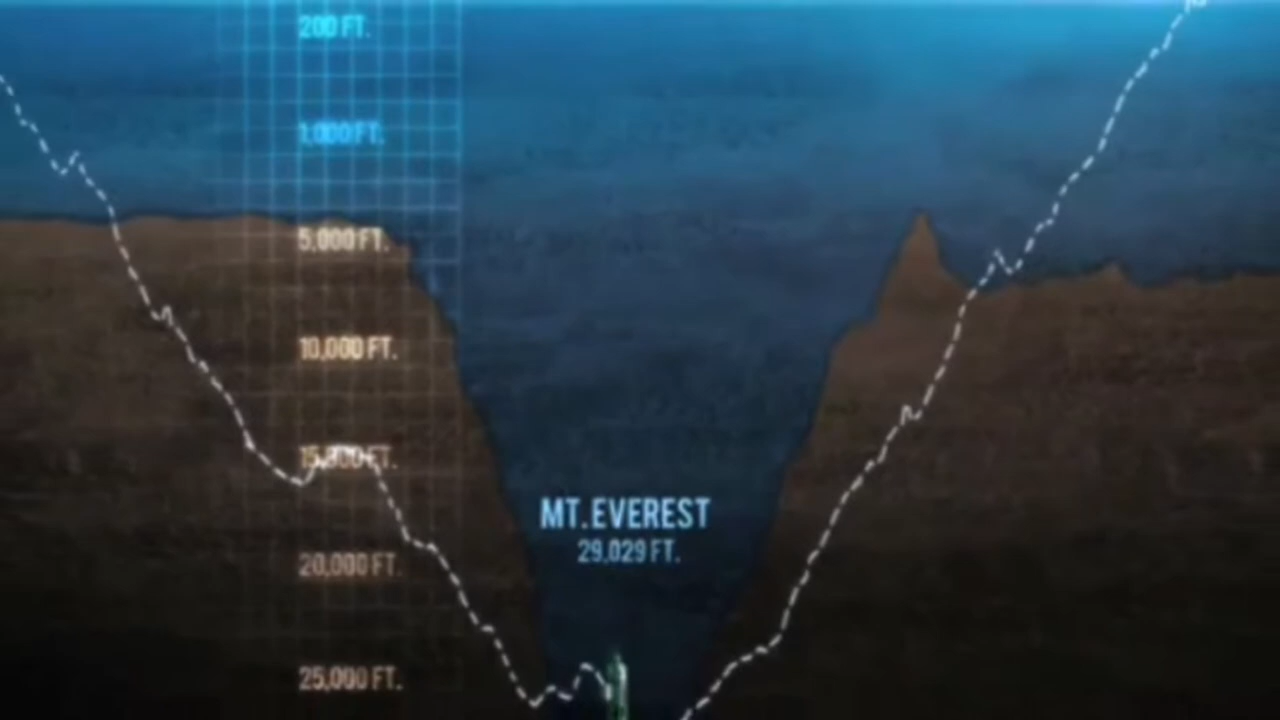 200 FT.
1,000 FT.
5,000 FT.
10,000 FT.
15,000 FT.
MT. EVEREST
29,029 FT.
20,000 FT.
25,000 FT.